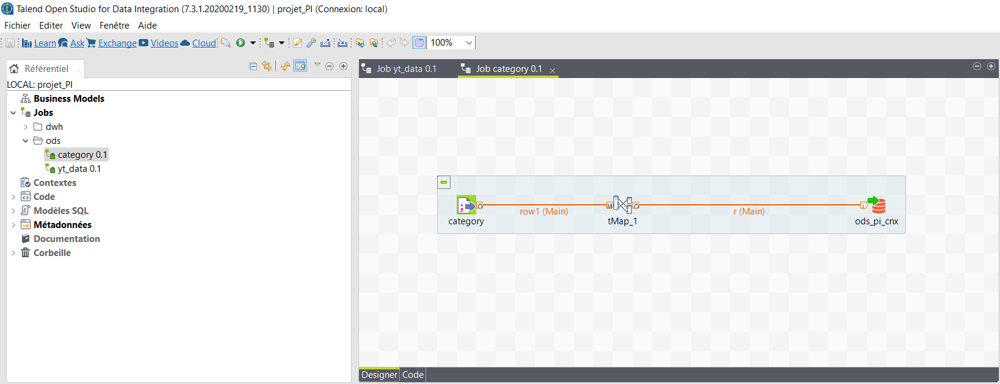 Talend Open Studio for Data Integration (7.3.1.20200219_1130) | projet_PI (Connexion: local)
Fichier Editer View Fenêtre Aide
Learn Ask Exchange Videos Cloud 100%
Référentiel
LOCAL: projet_PI
Business Models
Jobs
dwh
ods
category 0.1
yt_data 0.1
Contextes
Code
Modèles SQL
Métadonnées
Documentation
Corbeille
Job yt_data 0.1 Job category 0.1
row1 (Main) r (Main)
category tMap_1 ods_pi_cnx
Designer Code